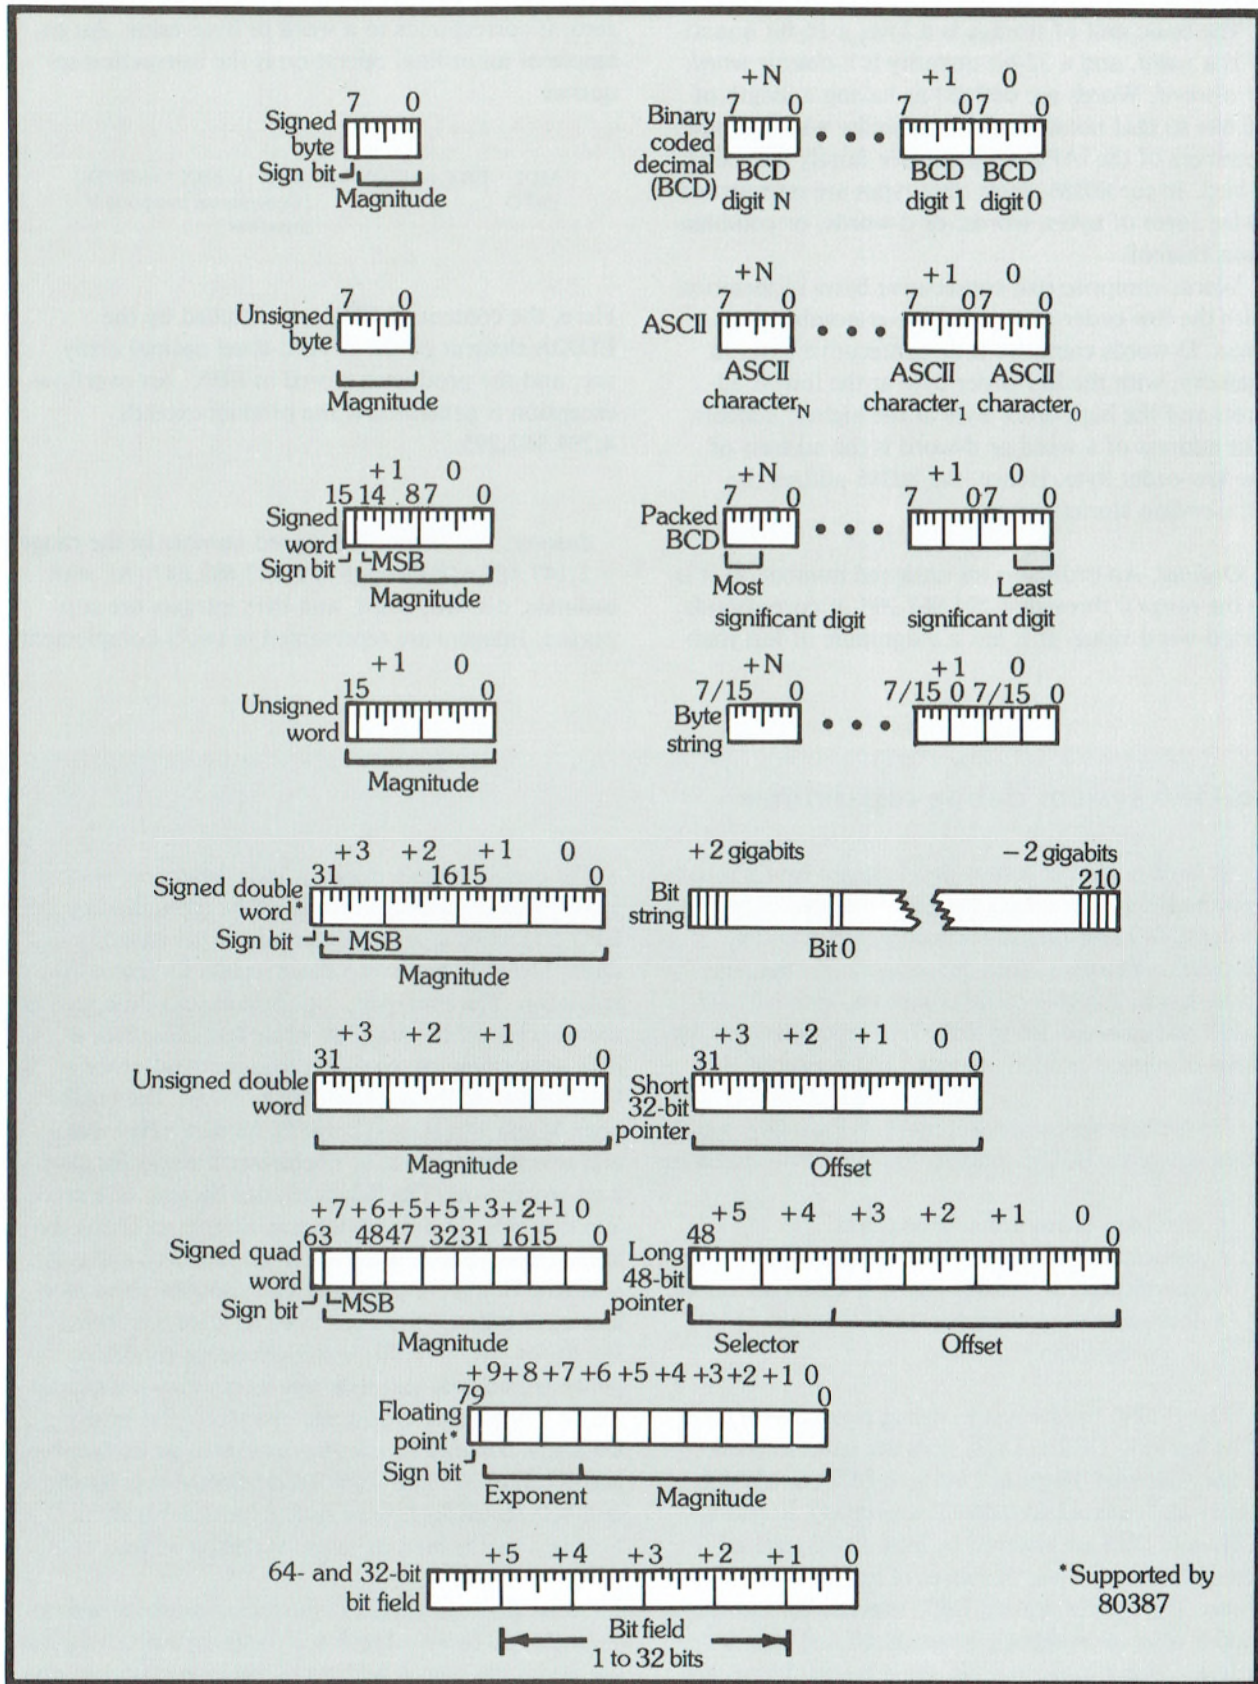 7 0
Signed
byte
Sign bit
Magnitude
+N +1 0
7 0 7 07 0
Binary
coded
decimal
(BCD)
BCD BCD BCD
digit N digit 1 digit 0
7 0
Unsigned
byte
Magnitude
+N +1 0
7 0 7 07 0
ASCII
ASCII ASCII ASCII
characterN character1 character0
+1 0
15 14 87 0
Signed
word
Sign bit MSB
Magnitude
+N +1 0
7 0 7 07 0
Packed
BCD
Most Least
significant digit significant digit
+1 0
15 0
Unsigned
word
Magnitude
+N +1 0
7/15 0 7/15 0 7/15 0
Byte
string
+3 +2 +1 0
31 1615 0
Signed double
word*
Sign bit MSB
Magnitude
+2 gigabits -2 gigabits
210
Bit
string
Bit 0
+3 +2 +1 0
31 0
Unsigned double
word
Magnitude
+3 +2 +1 0
31 0
Short
32-bit
pointer
Offset
+7 +6 +5 +5 +3 +2 +1 0
63 4847 3231 1615 0
Signed quad
word
Sign bit MSB
Magnitude
+5 +4 +3 +2 +1 0
48 0
Long
48-bit
pointer
Selector Offset
+9 +8 +7 +6 +5 +4 +3 +2 +1 0
79 0
Floating
point*
Sign bit
Exponent Magnitude
+5 +4 +3 +2 +1 0
64- and 32-bit
bit field
Bit field
1 to 32 bits
*Supported by
80387